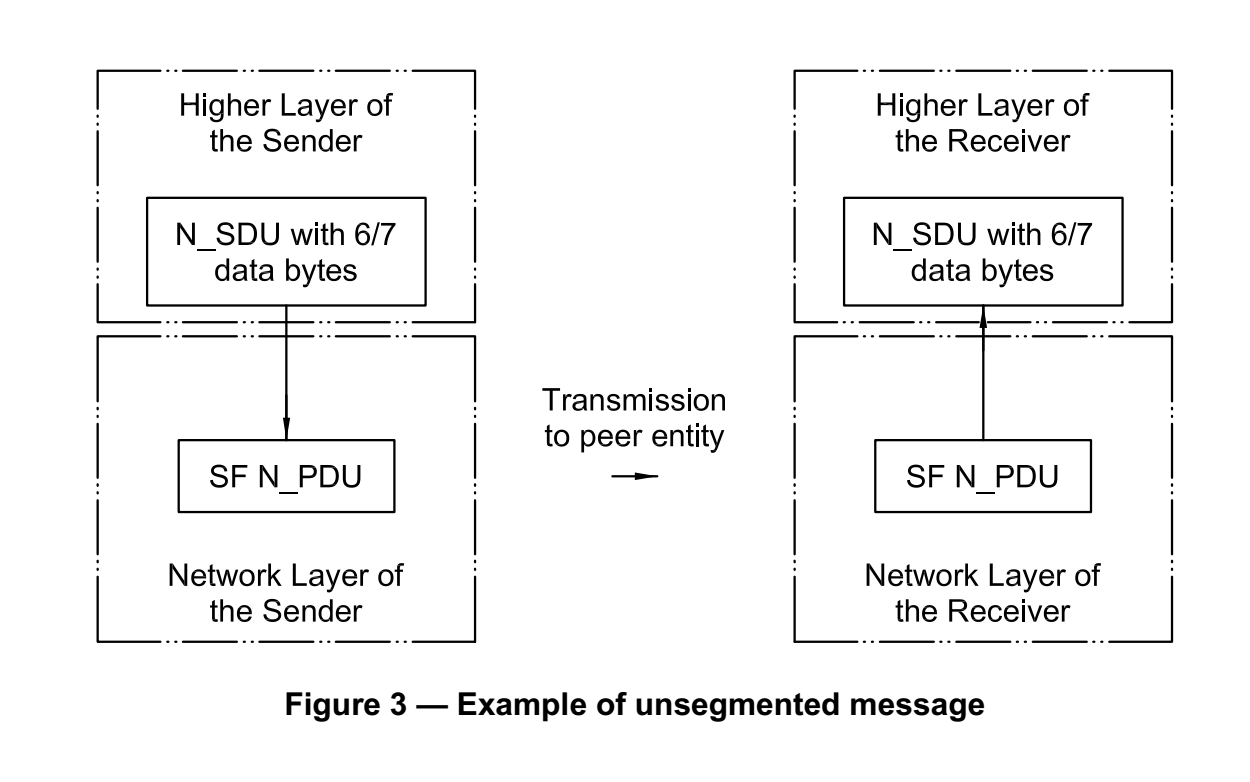 Higher Layer of
the Sender
N_SDU with 6/7
data bytes
SF N_PDU
Network Layer of
the Sender
Transmission
to peer entity
Higher Layer of
the Receiver
N_SDU with 6/7
data bytes
SF N_PDU
Network Layer of
the Receiver
Figure 3 — Example of unsegmented message